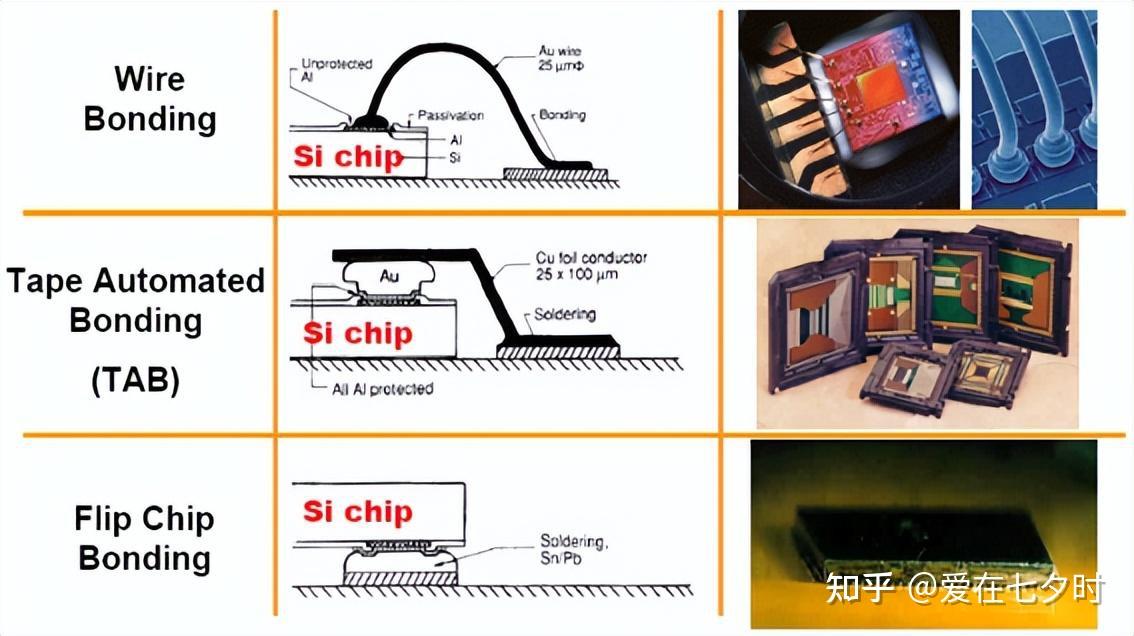 Wire
Bonding
Unprotected
Al
Au wire
25 µmΦ
Passivation
Bonding
Al
Si
Si chip
Tape Automated
Bonding
(TAB)
Au
Cu foil conductor
25 x 100 µm
Soldering
Si chip
All Al protected
Flip Chip
Bonding
Si chip
Soldering,
Sn/Pb
知乎 @爱在七夕时